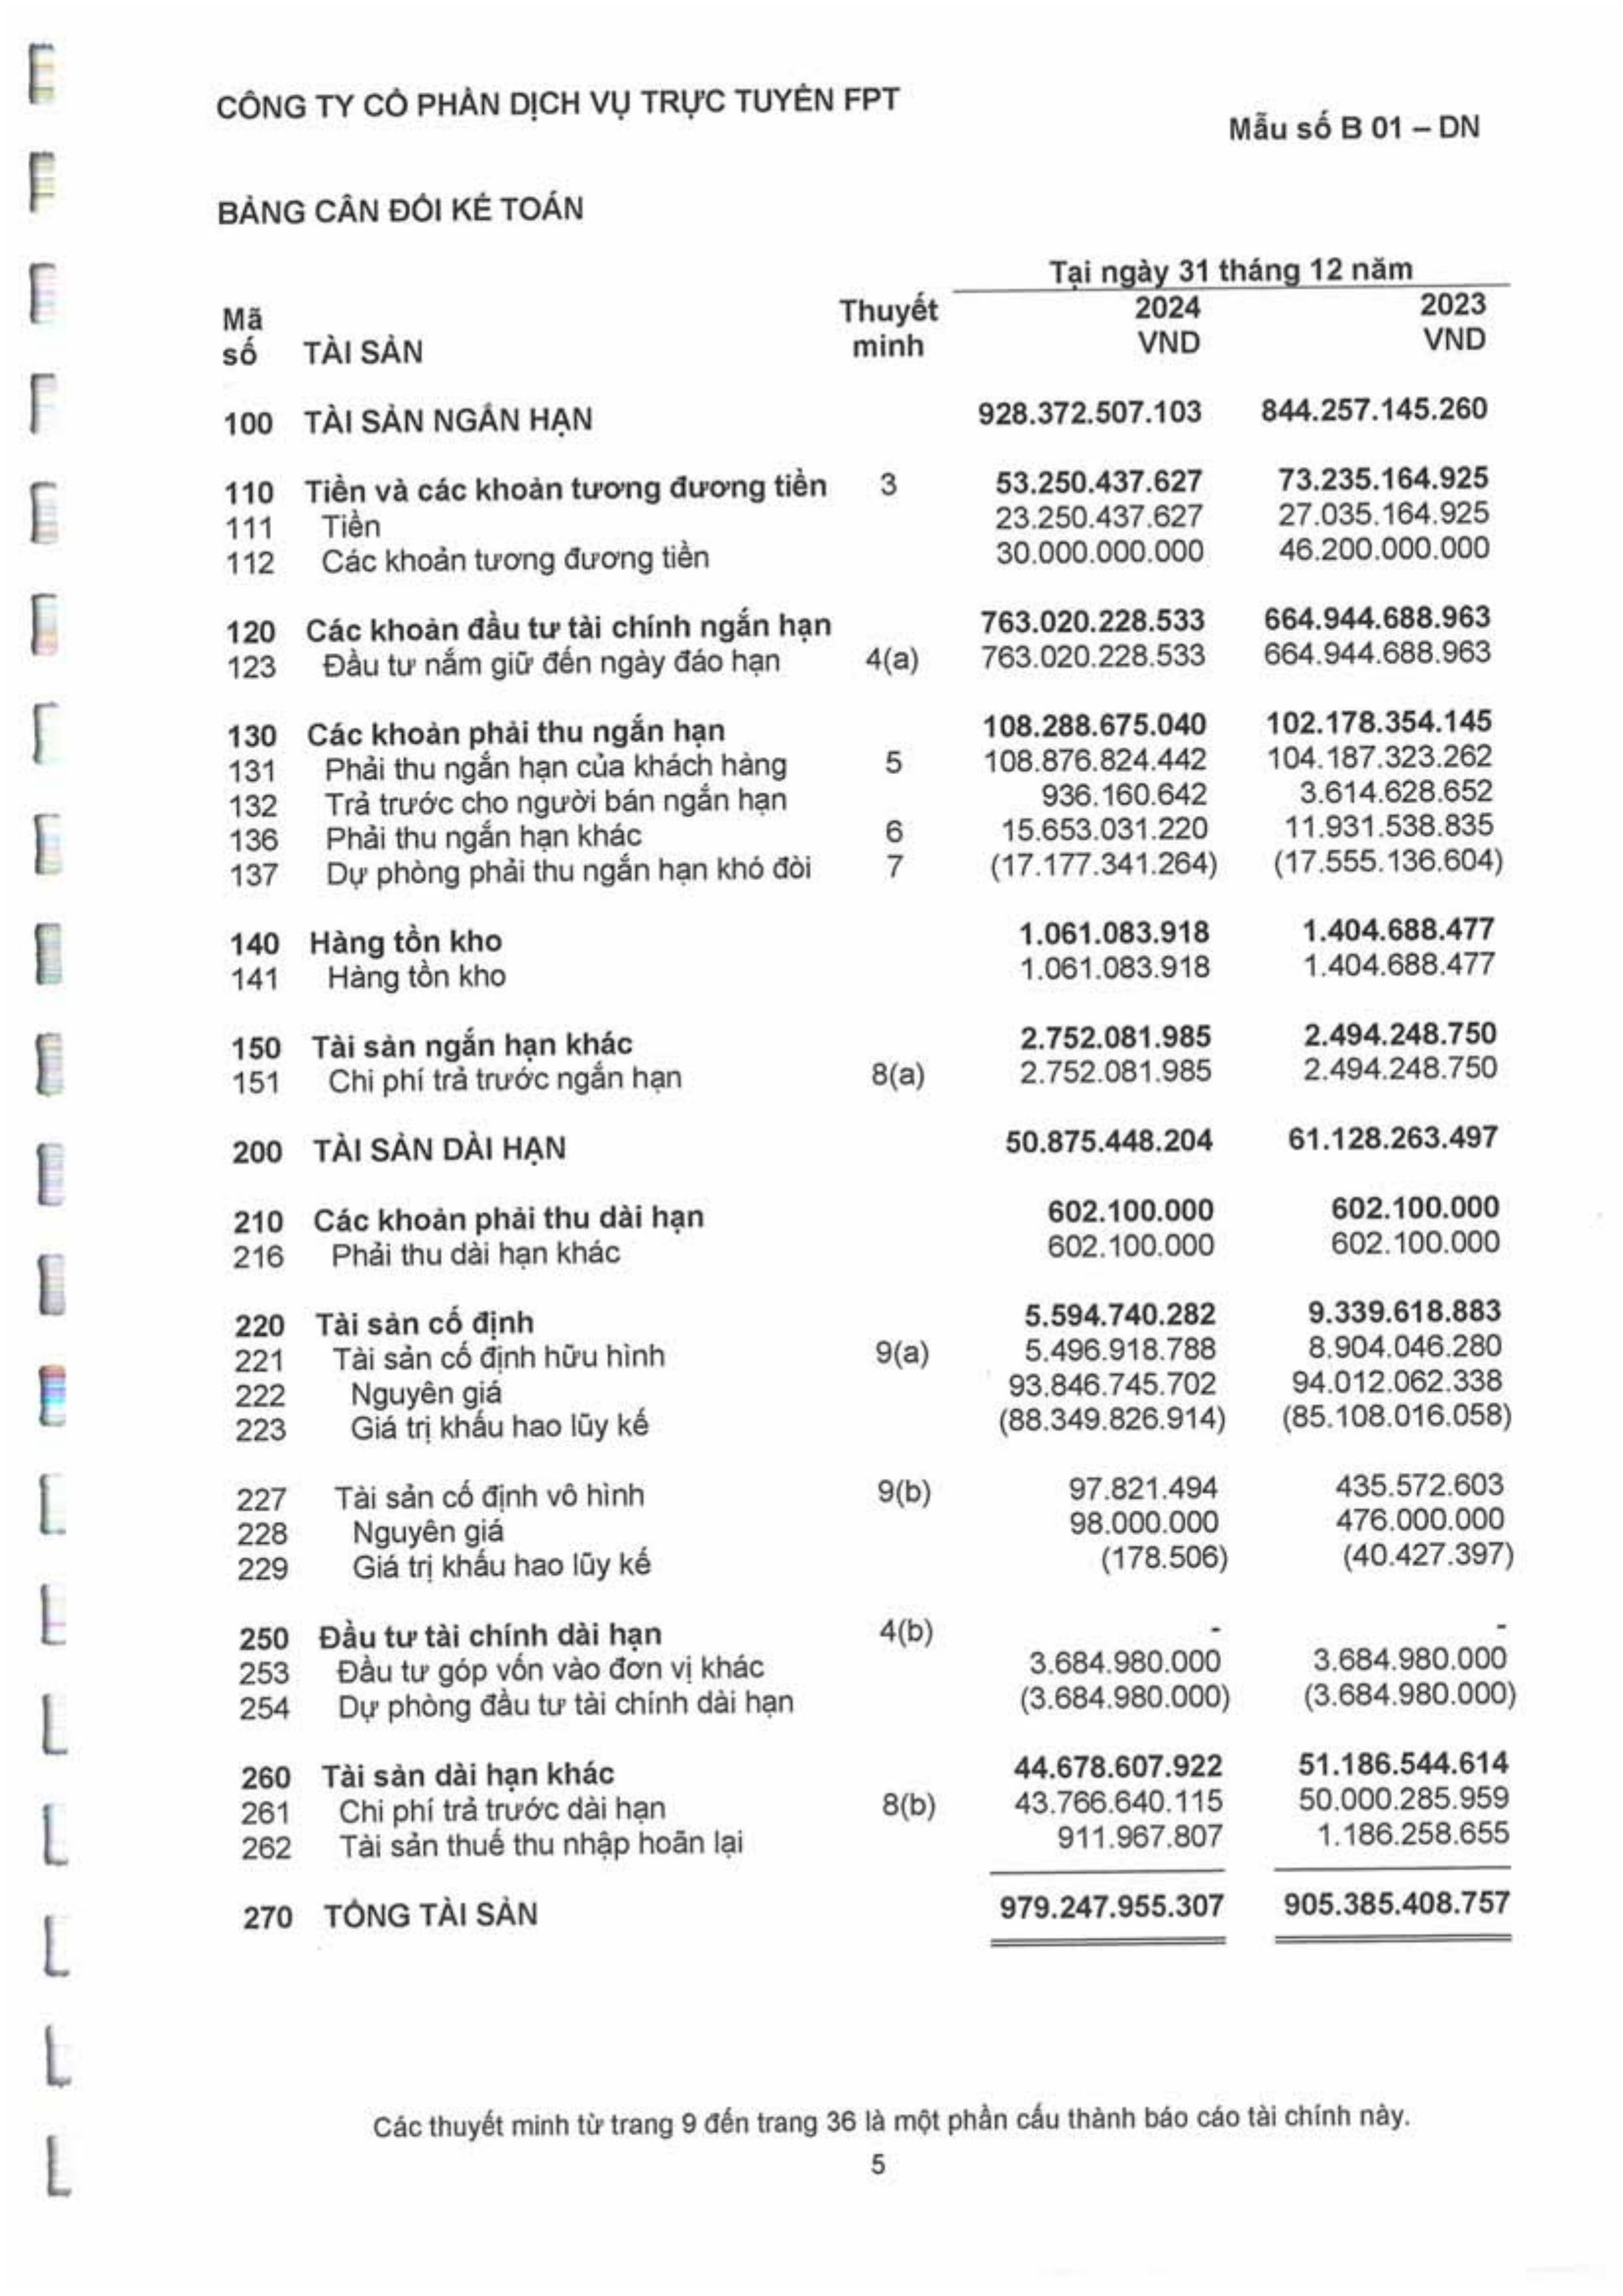 CÔNG TY CỔ PHẦN DỊCH VỤ TRỰC TUYẾN FPT
Mẫu số B 01 – DN
BẢNG CÂN ĐỐI KẾ TOÁN
Tại ngày 31 tháng 12 năm
Mã số TÀI SẢN Thuyết minh 2024 VND 2023 VND
100 TÀI SẢN NGẮN HẠN 928.372.507.103 844.257.145.260
110 Tiền và các khoản tương đương tiền 3 53.250.437.627 73.235.164.925
111 Tiền 23.250.437.627 27.035.164.925
112 Các khoản tương đương tiền 30.000.000.000 46.200.000.000
120 Các khoản đầu tư tài chính ngắn hạn 763.020.228.533 664.944.688.963
123 Đầu tư nắm giữ đến ngày đáo hạn 4(a) 763.020.228.533 664.944.688.963
130 Các khoản phải thu ngắn hạn 108.288.675.040 102.178.354.145
131 Phải thu ngắn hạn của khách hàng 5 108.876.824.442 104.187.323.262
132 Trả trước cho người bán ngắn hạn 936.160.642 3.614.628.652
136 Phải thu ngắn hạn khác 6 15.653.031.220 11.931.538.835
137 Dự phòng phải thu ngắn hạn khó đòi 7 (17.177.341.264) (17.555.136.604)
140 Hàng tồn kho 1.061.083.918 1.404.688.477
141 Hàng tồn kho 1.061.083.918 1.404.688.477
150 Tài sản ngắn hạn khác 2.752.081.985 2.494.248.750
151 Chi phí trả trước ngắn hạn 8(a) 2.752.081.985 2.494.248.750
200 TÀI SẢN DÀI HẠN 50.875.448.204 61.128.263.497
210 Các khoản phải thu dài hạn 602.100.000 602.100.000
216 Phải thu dài hạn khác 602.100.000 602.100.000
220 Tài sản cố định 5.594.740.282 9.339.618.883
221 Tài sản cố định hữu hình 9(a) 5.496.918.788 8.904.046.280
222 Nguyên giá 93.846.745.702 94.012.062.338
223 Giá trị khấu hao lũy kế (88.349.826.914) (85.108.016.058)
227 Tài sản cố định vô hình 9(b) 97.821.494 435.572.603
228 Nguyên giá 98.000.000 476.000.000
229 Giá trị khấu hao lũy kế (178.506) (40.427.397)
250 Đầu tư tài chính dài hạn 4(b) - -
253 Đầu tư góp vốn vào đơn vị khác 3.684.980.000 3.684.980.000
254 Dự phòng đầu tư tài chính dài hạn (3.684.980.000) (3.684.980.000)
260 Tài sản dài hạn khác 44.678.607.922 51.186.544.614
261 Chi phí trả trước dài hạn 8(b) 43.766.640.115 50.000.285.959
262 Tài sản thuế thu nhập hoãn lại 911.967.807 1.186.258.655
270 TỔNG TÀI SẢN 979.247.955.307 905.385.408.757
Các thuyết minh từ trang 9 đến trang 36 là một phần cấu thành báo cáo tài chính này.
5